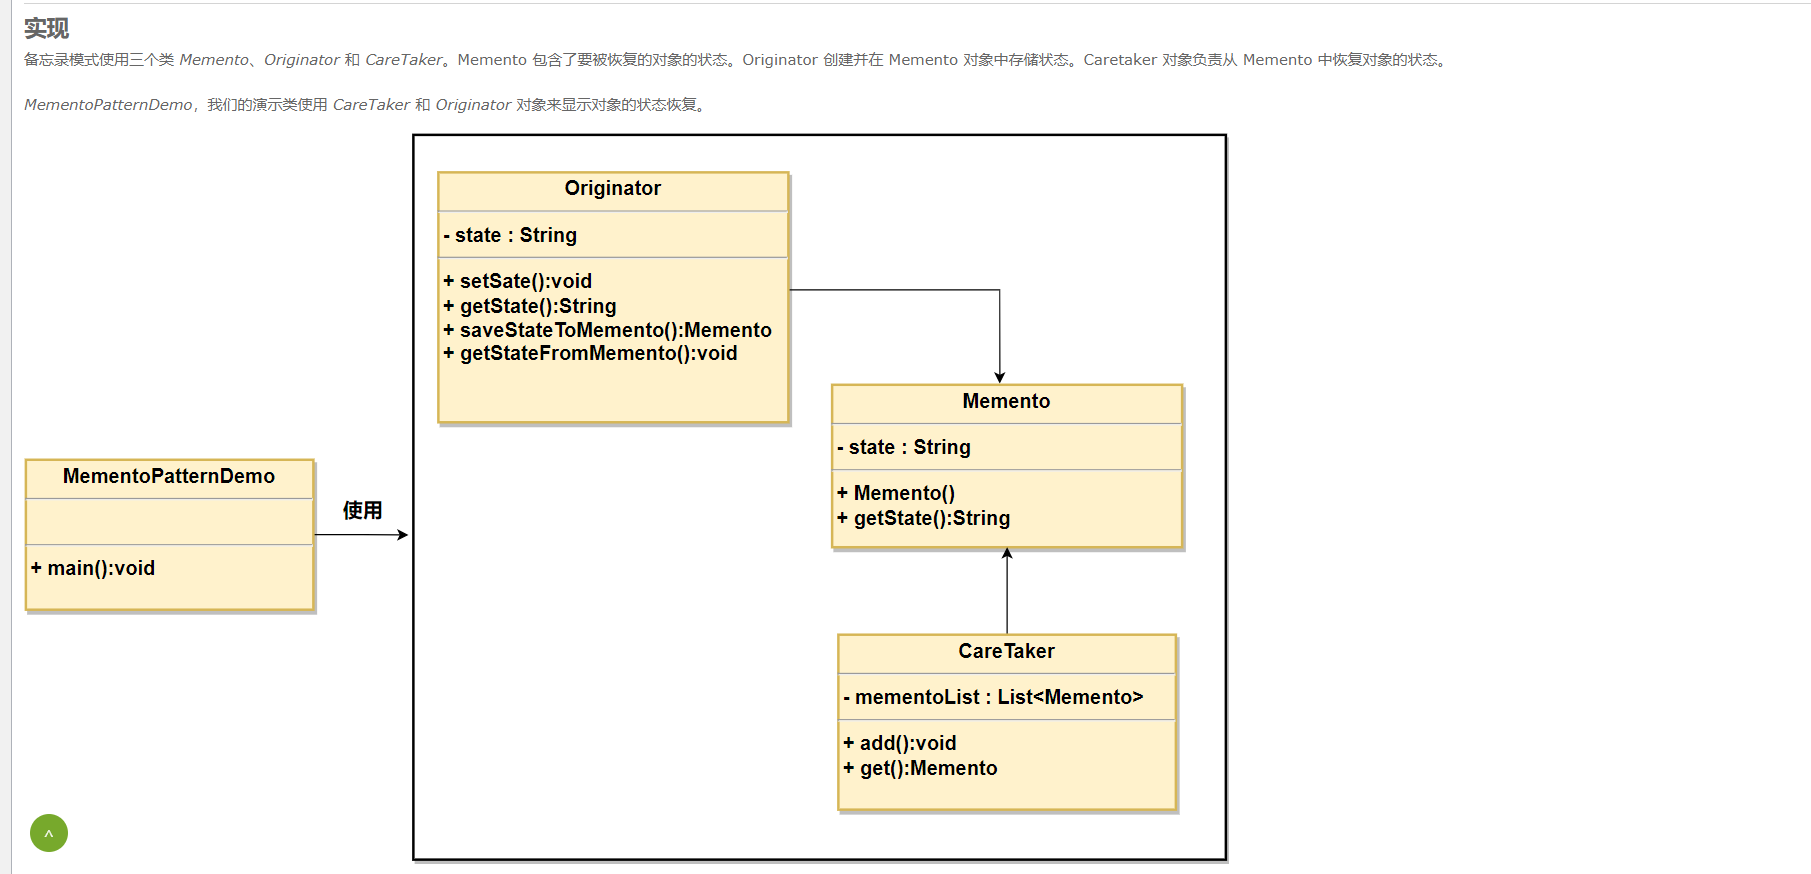 实现
备忘录模式使用三个类 Memento、Originator 和 CareTaker。Memento 包含了要被恢复的对象的状态。Originator 创建并在 Memento 对象中存储状态。Caretaker 对象负责从 Memento 中恢复对象的状态。
MementoPatternDemo，我们的演示类使用 CareTaker 和 Originator 对象来显示对象的状态恢复。
Originator
- state : String
+ setSate():void
+ getState():String
+ saveStateToMemento():Memento
+ getStateFromMemento():void
Memento
- state : String
+ Memento()
+ getState():String
MementoPatternDemo
+ main():void
使用
CareTaker
- mementoList : List<Memento>
+ add():void
+ get():Memento
^